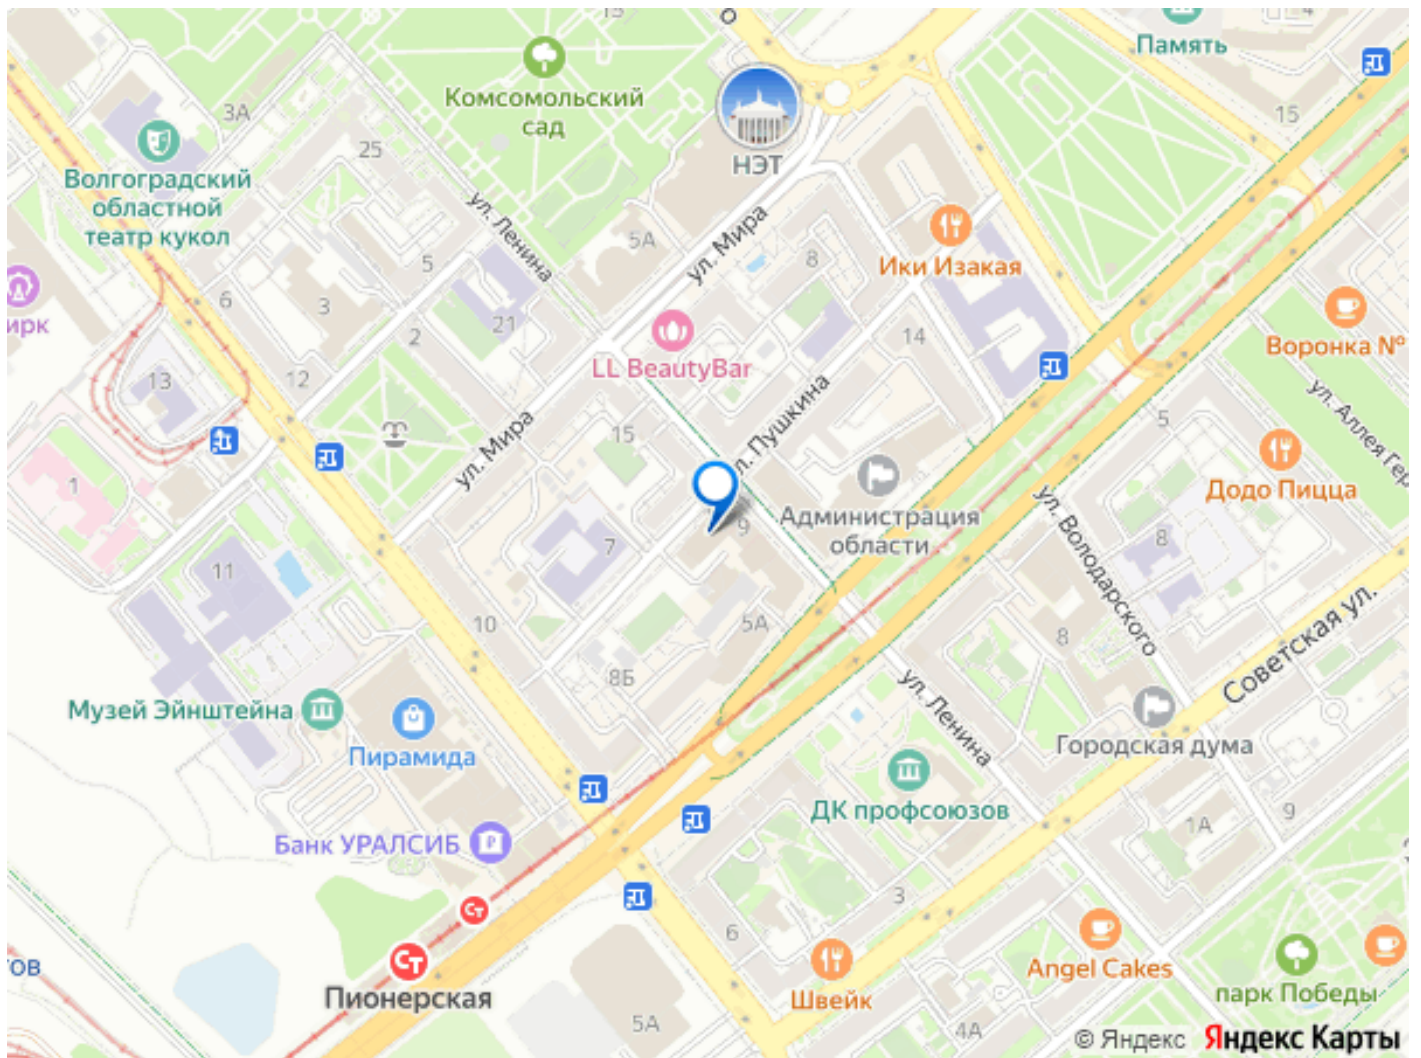 Память
Комсомольский
сад
3А
25
15
НЭТ
Волгоградский
областной
театр кукол
ул. Ленина
5А
ул. Мира
8
Ики Изакая
5
6
3
21
2
14
ирк
LL BeautyBar
Воронка №
13
12
ул. Мира
15
ул. Пушкина
5
ул. Аллея Гер
1
Додо Пицца
Администрация
области
9
7
11
ул. Володарского
8
5А
10
8
Советская ул.
8Б
ул. Ленина
Музей Эйнштейна
Пирамида
Городская дума
ДК профсоюзов
Банк УРАЛСИБ
1А
9
3
6
Ст
Ст
ов
Пионерская
Швейк
Angel Cakes
парк Победы
5А
4А
© Яндекс Яндекс Карты